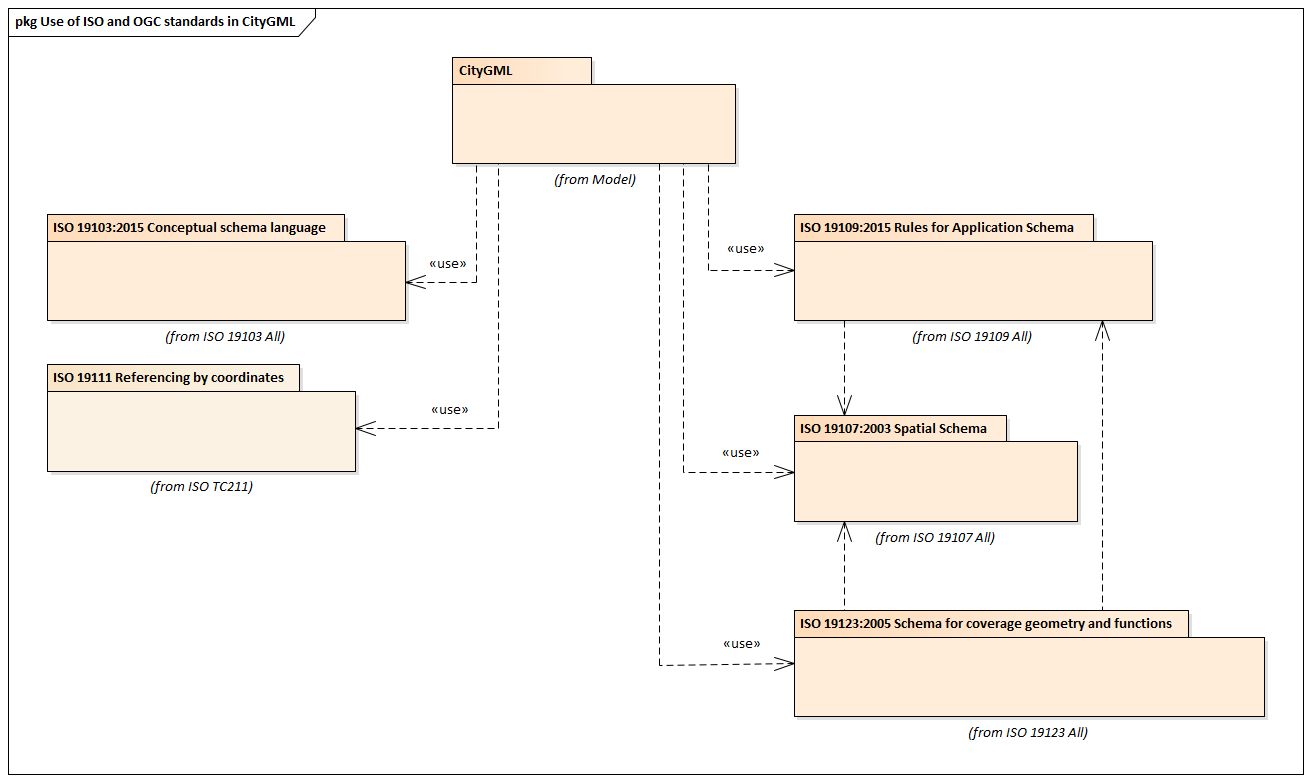 pkg Use of ISO and OGC standards in CityGML
CityGML
(from Model)
ISO 19103:2015 Conceptual schema language
«use»
(from ISO 19103 All)
ISO 19109:2015 Rules for Application Schema
«use»
(from ISO 19109 All)
ISO 19111 Referencing by coordinates
«use»
(from ISO TC211)
ISO 19107:2003 Spatial Schema
«use»
(from ISO 19107 All)
ISO 19123:2005 Schema for coverage geometry and functions
«use»
(from ISO 19123 All)